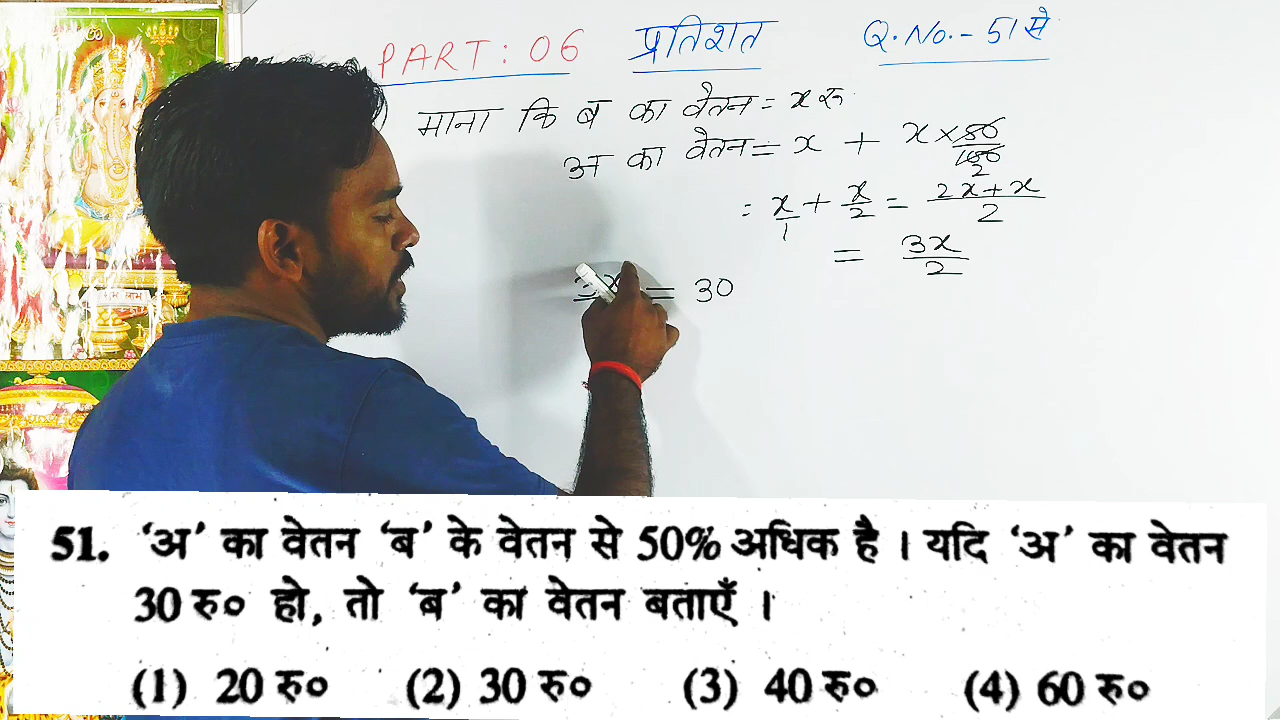 PART: 06 प्रतिशत Q.No.- 51 से
माना कि ब का वेतन = x रु.
अ का वेतन = x + x × 50/100
2
= x/1 + x/2 = 2x+x/2
= 3x/2
= 30
51. 'अ' का वेतन 'ब' के वेतन से 50% अधिक है । यदि 'अ' का वेतन
30 रु० हो, तो 'ब' का वेतन बताएँ ।
(1) 20 रु० (2) 30 रु० (3) 40 रु० (4) 60 रु०